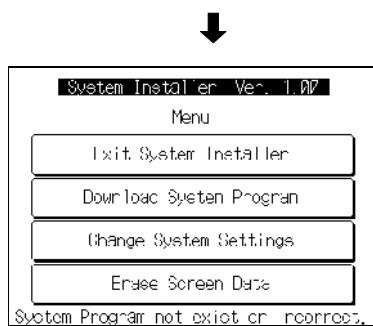 System Installer Ver. 1.00
Menu
Exit System Installer
Download System Program
Change System Settings
Erase Screen Data
System Program not exist or incorrect.